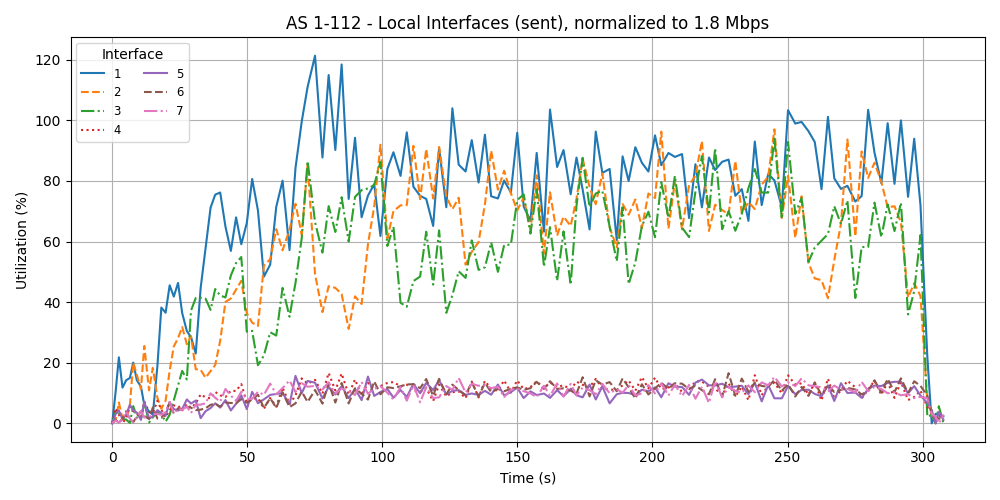 AS 1-112 - Local Interfaces (sent), normalized to 1.8 Mbps
Interface
1 5
2 6
3 7
4
Utilization (%)
120
100
80
60
40
20
0
0 50 100 150 200 250 300
Time (s)